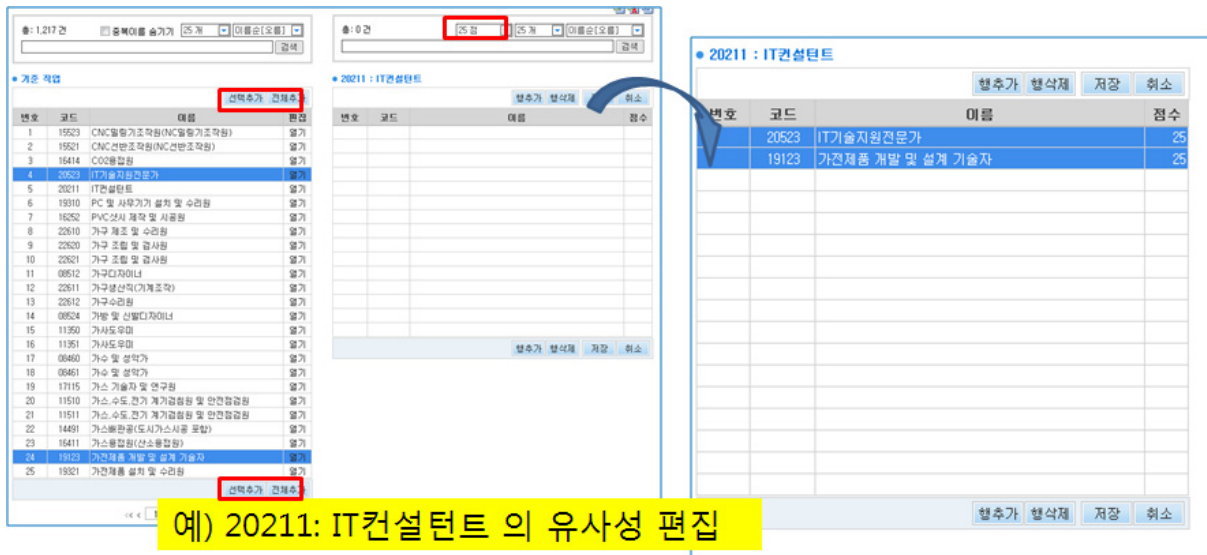 총: 1,217 건 중복이름 숨기기 25 개 이름순[오름]
검색
기준 작업
선택추가 전체추가
번호 코드 이름 편집
1 15523 CNC밀링기조작원(NC밀링기조작원) 열기
2 15521 CNC선반조작원(NC선반조작원) 열기
3 16414 CO2용접원 열기
4 20523 IT기술지원전문가 열기
5 20211 IT컨설턴트 열기
6 19310 PC 및 사무기기 설치 및 수리원 열기
7 16252 PVC샷시 제작 및 시공원 열기
8 22610 가구 제조 및 수리원 열기
9 22620 가구 조립 및 검사원 열기
10 22621 가구 조립 및 검사원 열기
11 08512 가구디자이너 열기
12 22611 가구생산직(기계조작) 열기
13 22612 가구수리원 열기
14 08524 가방 및 신발디자이너 열기
15 11350 가사도우미 열기
16 11351 가사도우미 열기
17 08460 가수 및 성악가 열기
18 08461 가수 및 성악가 열기
19 17115 가스 기술자 및 연구원 열기
20 11510 가스.수도.전기 계기검침원 및 안전점검원 열기
21 11511 가스.수도.전기 계기검침원 및 안전점검원 열기
22 14491 가스배관공(도시가스시공 포함) 열기
23 16411 가스용접원(산소용접원) 열기
24 19123 가전제품 개발 및 설계 기술자 열기
25 19321 가전제품 설치 및 수리원 열기
선택추가 전체추가
총: 0 건 25 점 25 개 이름순[오름]
검색
20211 : IT컨설턴트
행추가 행삭제 취소
번호 코드 이름 점수
행추가 행삭제 저장 취소
20211 : IT컨설턴트
행추가 행삭제 저장 취소
번호 코드 이름 점수
20523 IT기술지원전문가 25
19123 가전제품 개발 및 설계 기술자 25
행추가 행삭제 저장 취소
예) 20211: IT컨설턴트 의 유사성 편집